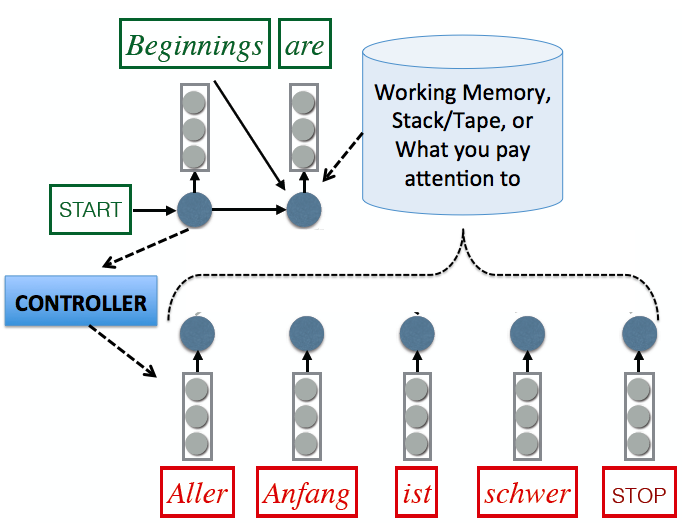 Beginnings are
Working Memory,
Stack/Tape, or
What you pay
attention to
START
CONTROLLER
Aller Anfang ist schwer STOP